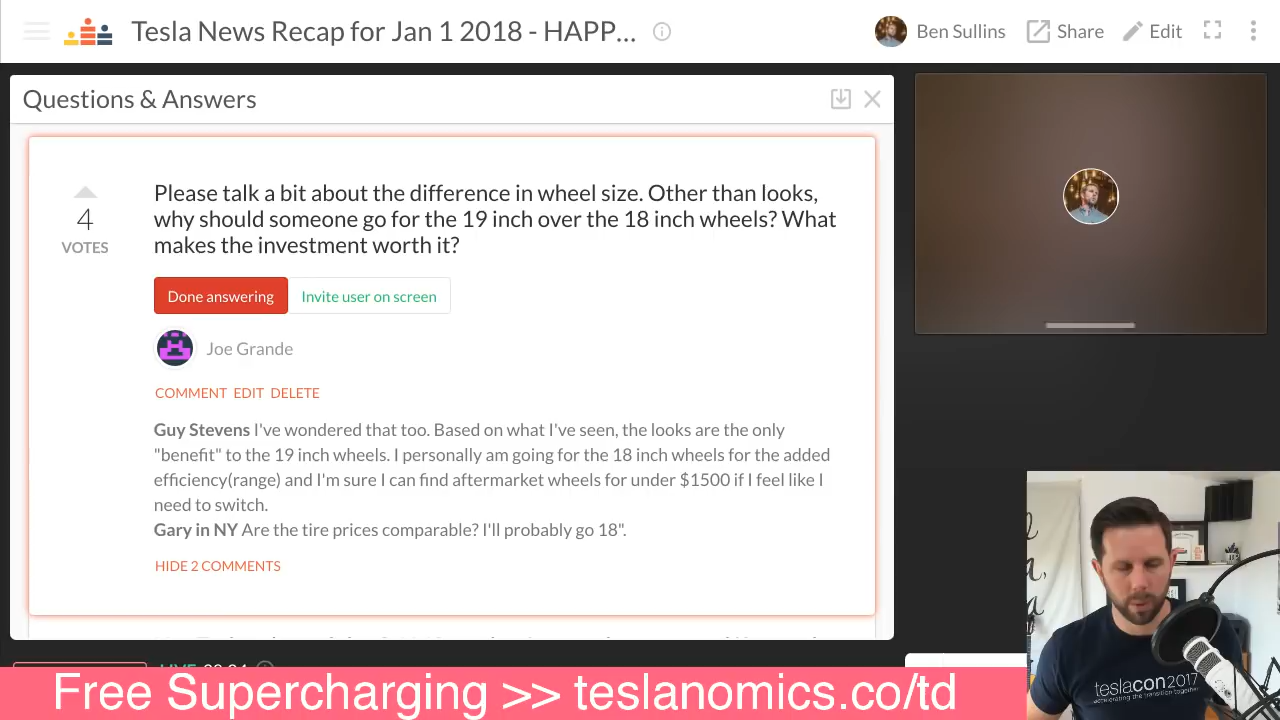 Tesla News Recap for Jan 1 2018 - HAPP...
Ben Sullins
Share
Edit
Questions & Answers
4
VOTES
Please talk a bit about the difference in wheel size. Other than looks,
why should someone go for the 19 inch over the 18 inch wheels? What
makes the investment worth it?
Done answering
Invite user on screen
Joe Grande
COMMENT EDIT DELETE
Guy Stevens I've wondered that too. Based on what I've seen, the looks are the only
"benefit" to the 19 inch wheels. I personally am going for the 18 inch wheels for the added
efficiency(range) and I'm sure I can find aftermarket wheels for under $1500 if I feel like I
need to switch.
Gary in NY Are the tire prices comparable? I'll probably go 18".
HIDE 2 COMMENTS
teslacon2017
accelerating the transition together
Free Supercharging >> teslanomics.co/td